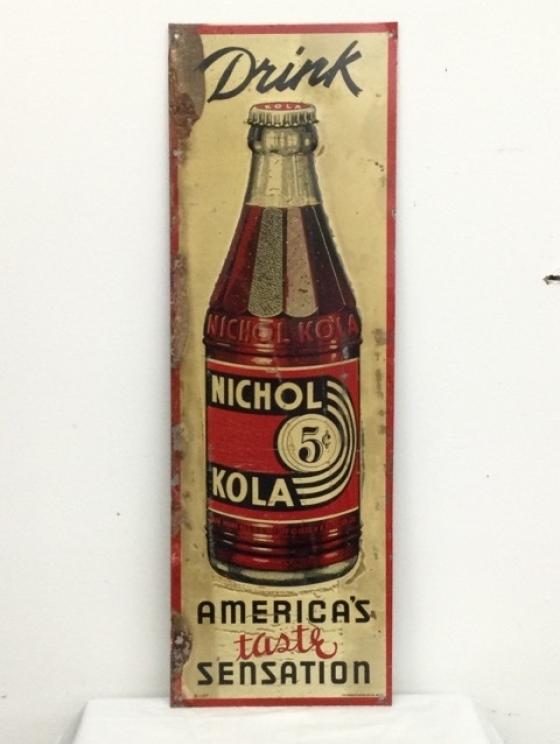 Drink
KOLA
NICHOL KOLA
NICHOL
5¢
KOLA
AMERICA'S
taste
SENSATION